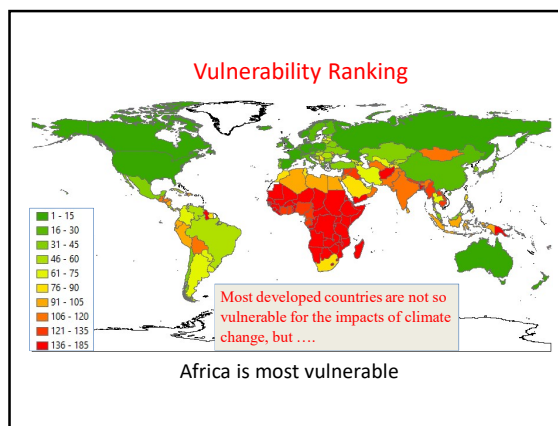 Vulnerability Ranking
1 - 15
16 - 30
31 - 45
46 - 60
61 - 75
76 - 90
91 - 105
106 - 120
121 - 135
136 - 185
Most developed countries are not so
vulnerable for the impacts of climate
change, but ....
Africa is most vulnerable